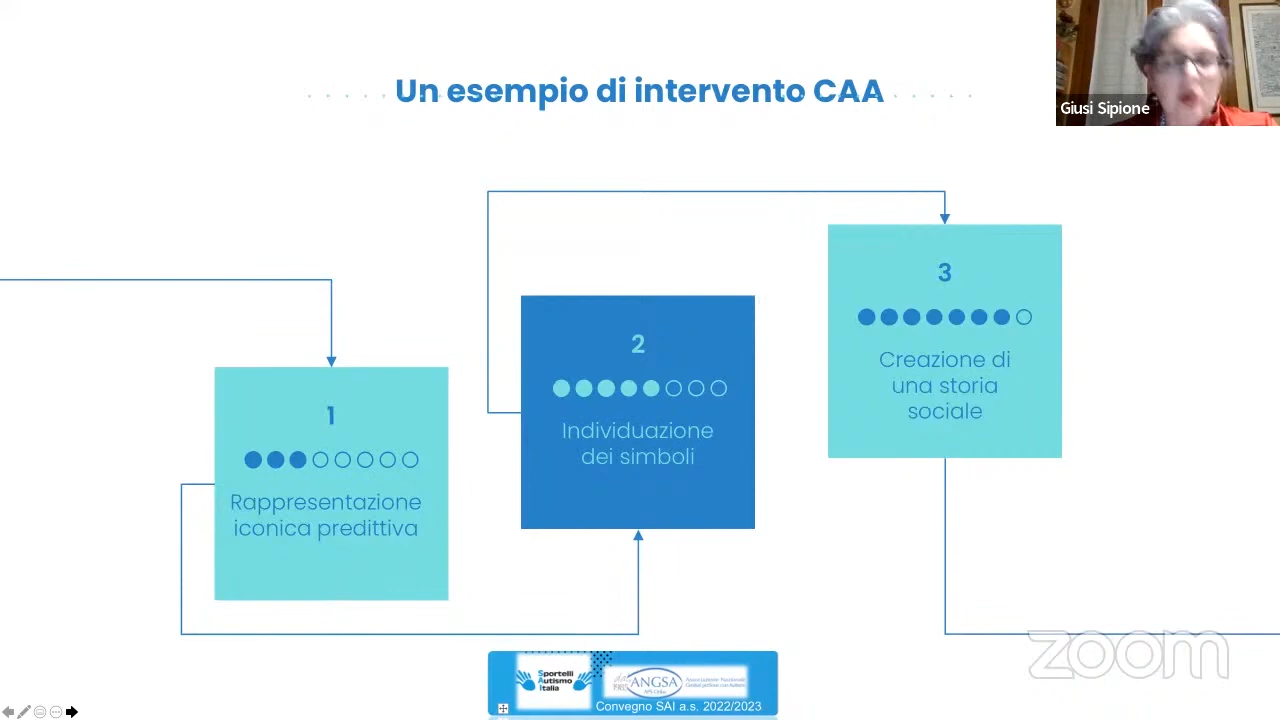 Un esempio di intervento CAA
Giusi Sipione
1
Rappresentazione
iconica predittiva
2
Individuazione
dei simboli
3
Creazione di
una storia
sociale
Sportelli
Autismo
Italia
ANGSA
Convegno SAI a.s. 2022/2023
zoom